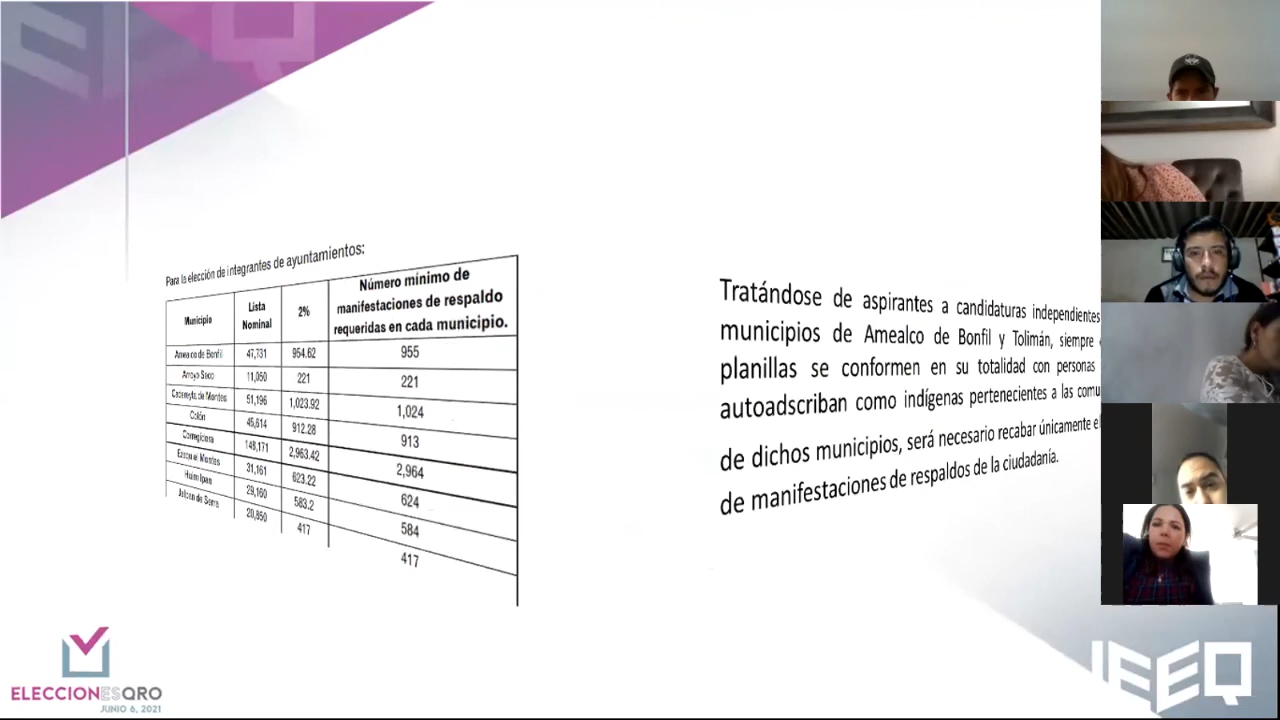 Para la elección de integrantes de ayuntamientos:
Municipio Lista Nominal 2% Número mínimo de manifestaciones de respaldo requeridas en cada municipio.
Amealco de Bonfil 47,731 954.62 955
Arroyo Seco 11,050 221 221
Cadereyta de Montes 51,196 1,023.92 1,024
Colón 45,614 912.28 913
Corregidora 148,171 2,963.42 2,964
Ezequiel Montes 31,161 623.22 624
Huimilpan 29,160 583.2 584
Jalpan de Serra 20,850 417 417
Tratándose de aspirantes a candidaturas independientes
municipios de Amealco de Bonfil y Tolimán, siempre
planillas se conformen en su totalidad con personas
autoadscriban como indígenas pertenecientes a las comu
de dichos municipios, será necesario recabar únicamente el
de manifestaciones de respaldos de la ciudadanía.
ELECCIONESQRO
JUNIO 6, 2021
IEEQ